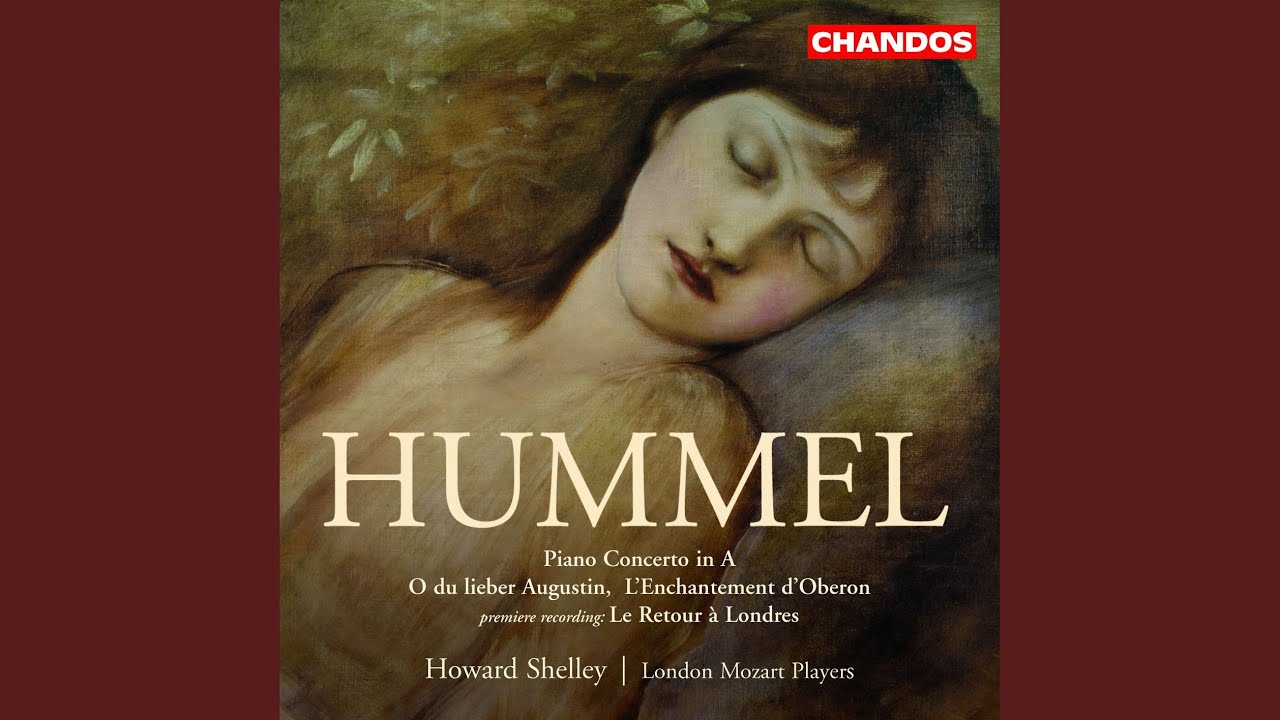 CHANDOS
HUMMEL
Piano Concerto in A
O du lieber Augustin, L’Enchantement d’Oberon
premiere recording: Le Retour à Londres
Howard Shelley | London Mozart Players